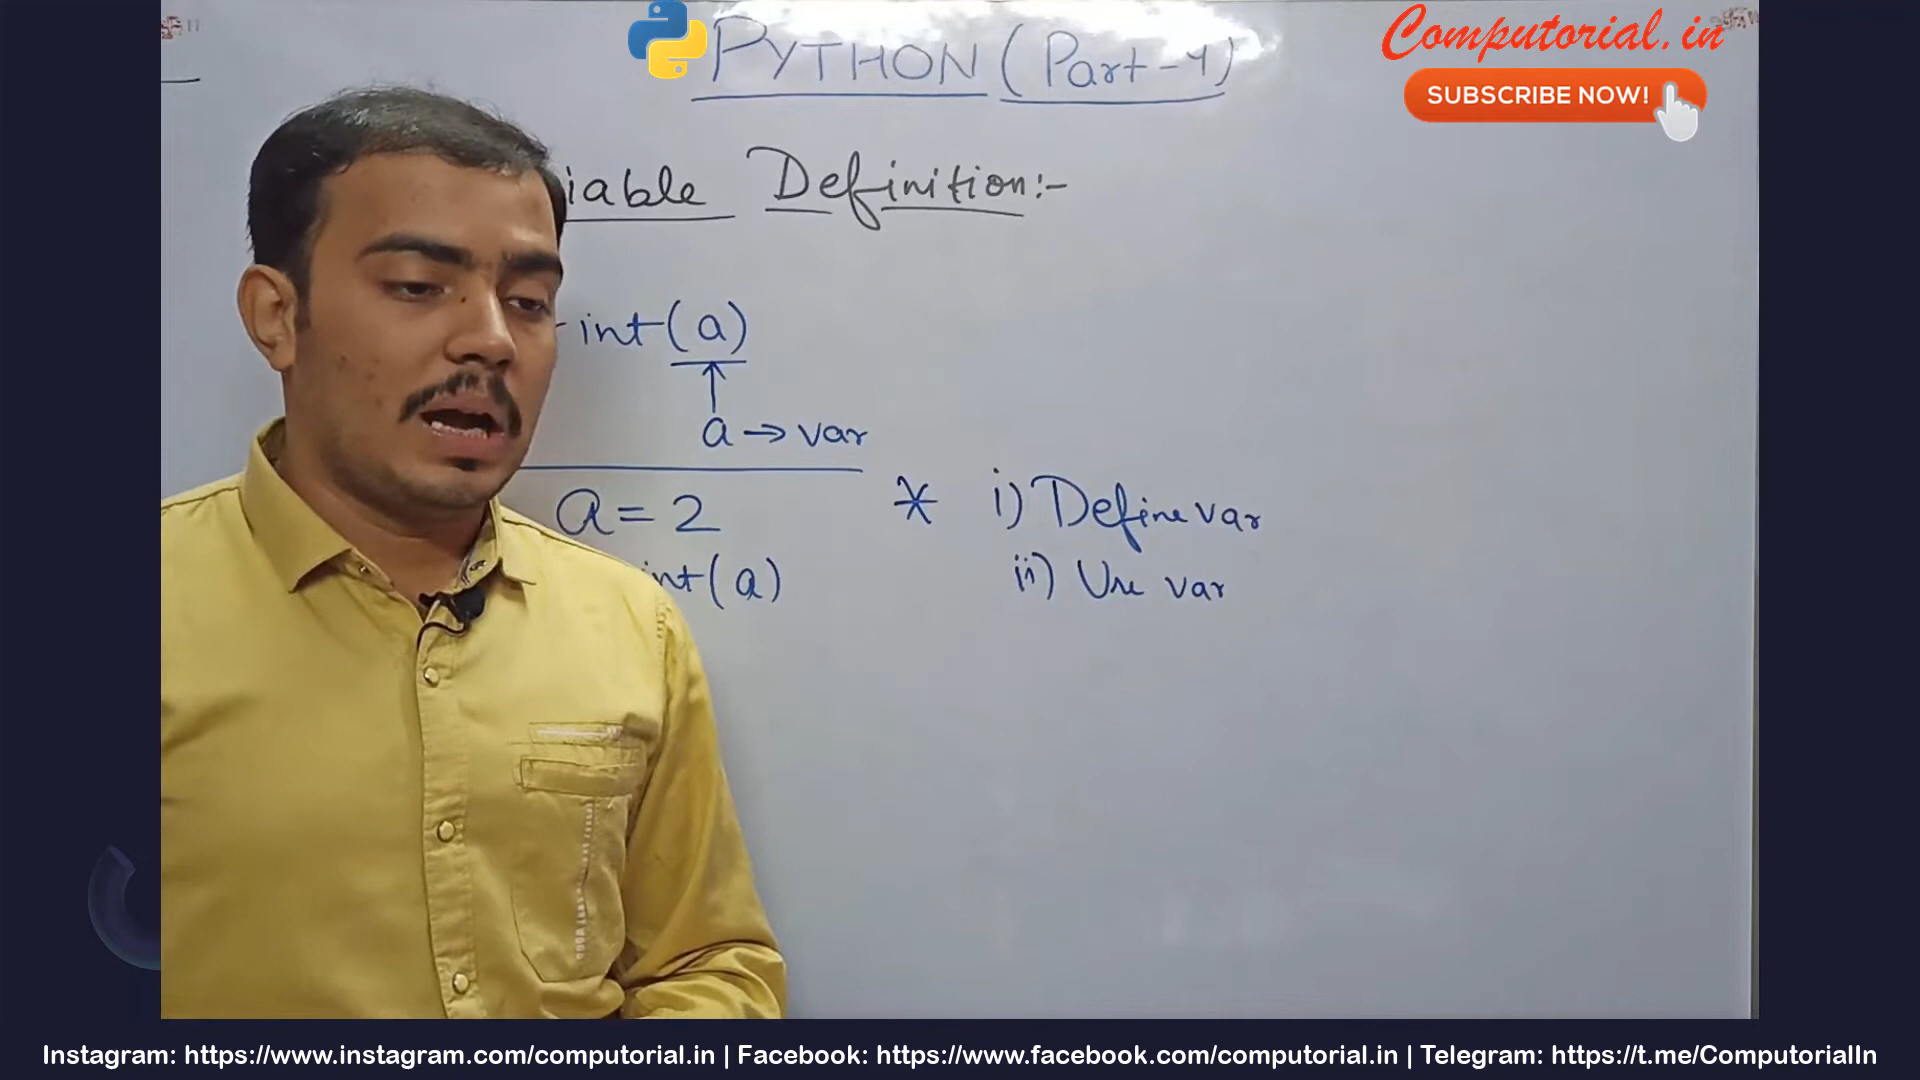 PYTHON (Part-4)
Computorial.in
SUBSCRIBE NOW!
iable Definition:-
int(a)
a → var
a = 2
* i) Define var
int(a)
ii) Use var
Instagram: https://www.instagram.com/computorial.in | Facebook: https://www.facebook.com/computorial.in | Telegram: https://t.me/ComputorialIn